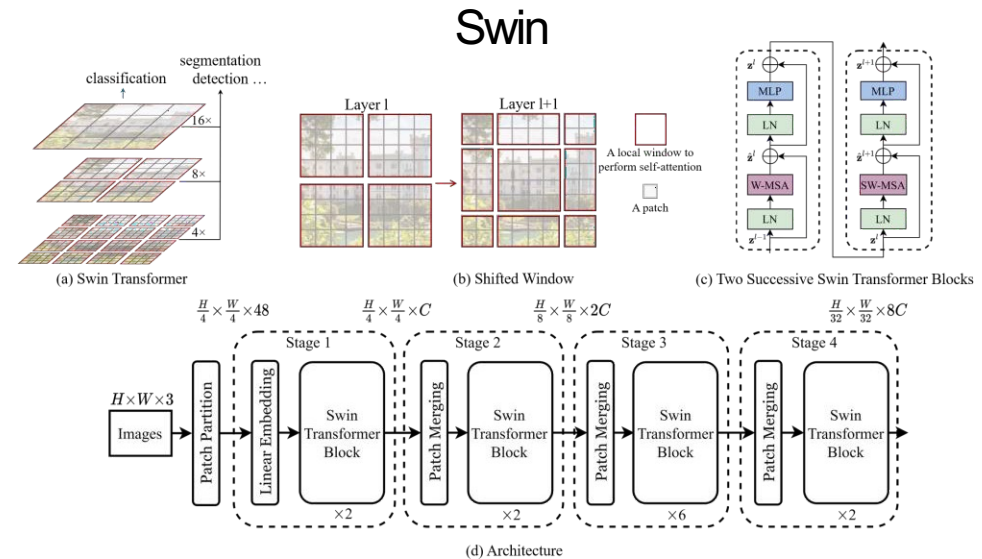 Swin
classification
segmentation
detection ...
16×
8×
4×
(a) Swin Transformer
Layer l
Layer l+1
A local window to
perform self-attention
A patch
(b) Shifted Window
z^l
MLP
LN
ẑ^l
W-MSA
LN
z^{l-1}
z^{l+1}
MLP
LN
ẑ^{l+1}
SW-MSA
LN
z^l
(c) Two Successive Swin Transformer Blocks
H/4 × W/4 × 48
H/4 × W/4 × C
H/8 × W/8 × 2C
H/32 × W/32 × 8C
Stage 1
Stage 2
Stage 3
Stage 4
H×W×3
Images
Patch Partition
Linear Embedding
Swin
Transformer
Block
×2
Patch Merging
Swin
Transformer
Block
×2
Patch Merging
Swin
Transformer
Block
×6
Patch Merging
Swin
Transformer
Block
×2
(d) Architecture